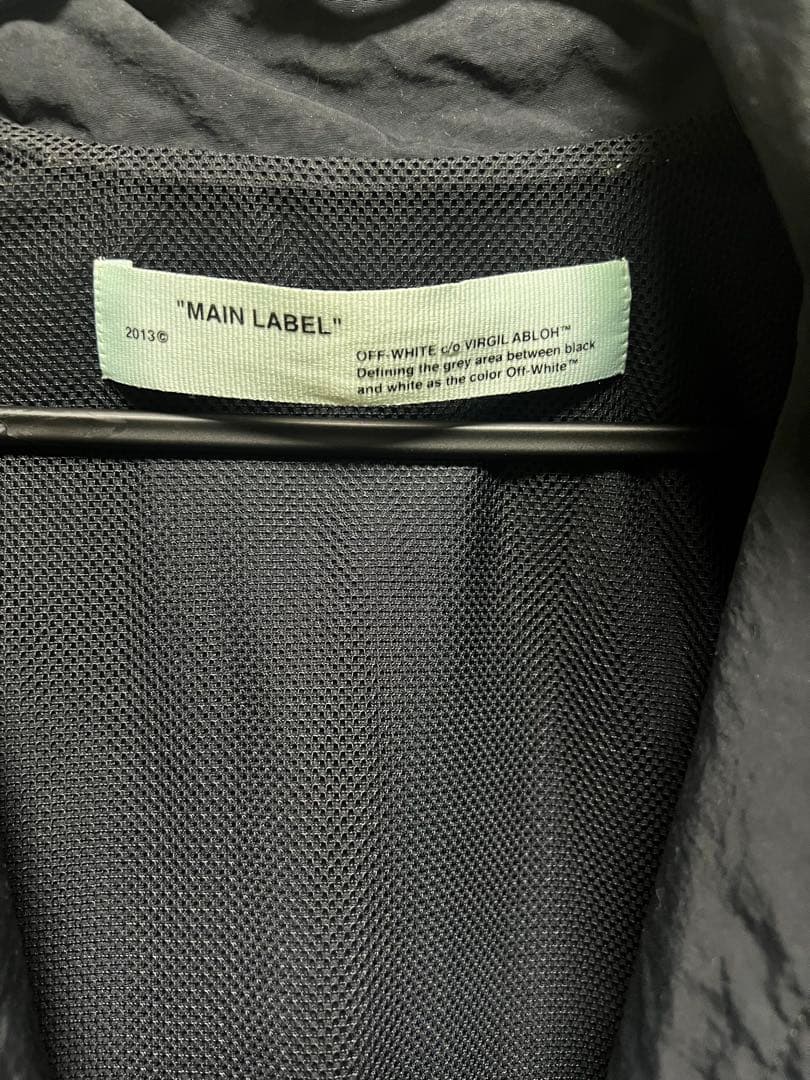 "MAIN LABEL"
2013©
OFF-WHITE c/o VIRGIL ABLOH™
Defining the grey area between black
and white as the color Off-White™